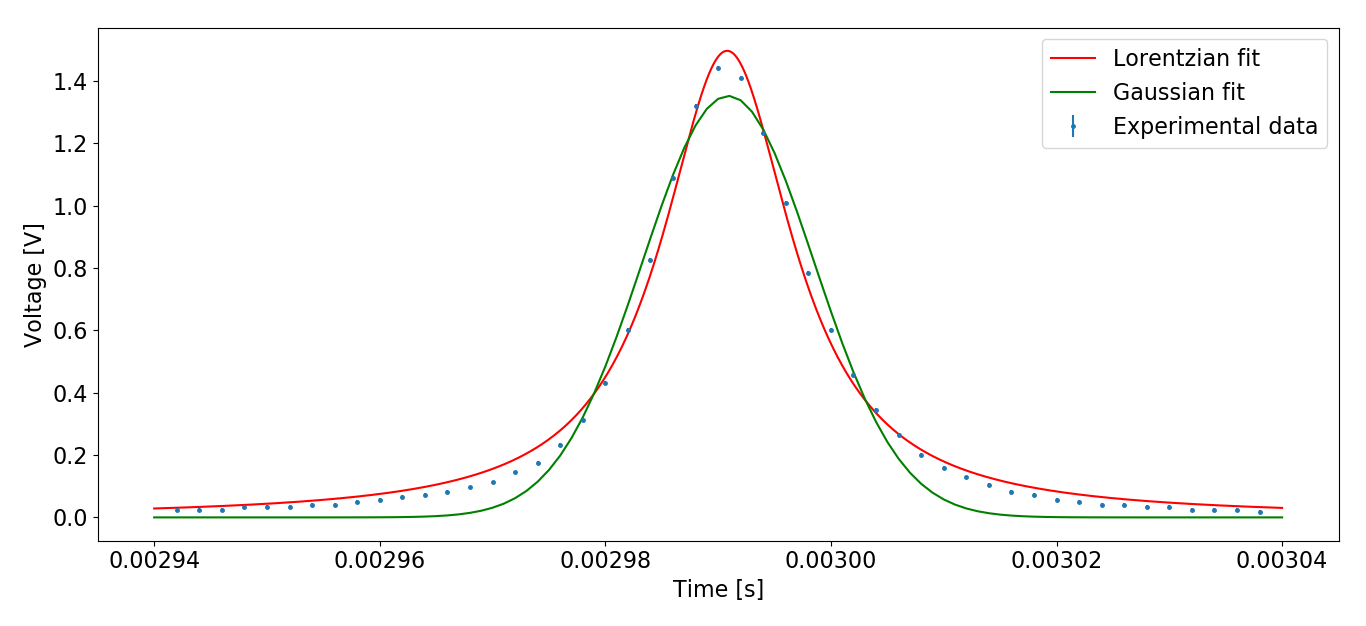 Lorentzian fit
Gaussian fit
Experimental data
Voltage [V]
1.4
1.2
1.0
0.8
0.6
0.4
0.2
0.0
0.00294 0.00296 0.00298 0.00300 0.00302 0.00304
Time [s]